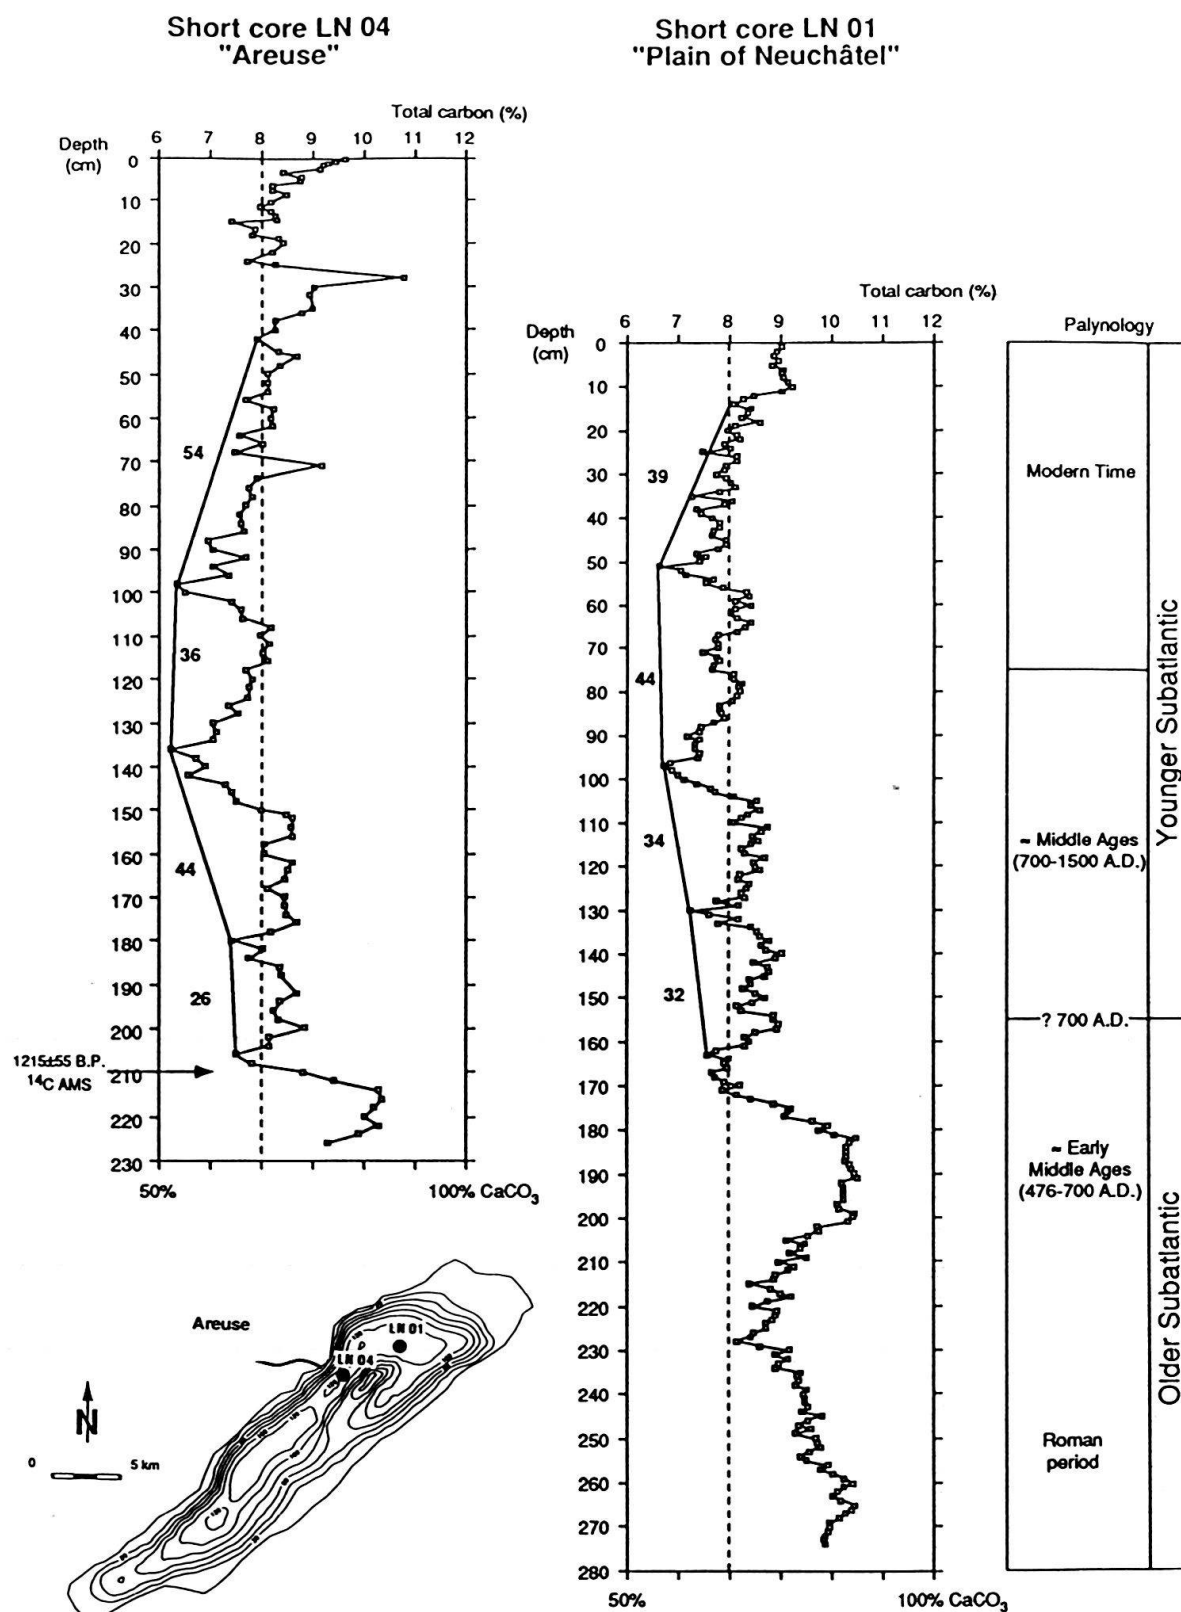 Short core LN 04
"Areuse"
Short core LN 01
"Plain of Neuchâtel"
Total carbon (%)
6 7 8 9 10 11 12
Depth
(cm)
0
10
20
30
40
50
60
70
80
90
100
110
120
130
140
150
160
170
180
190
200
210
220
230
54
36
44
26
1215±55 B.P.
14C AMS
50% 100% CaCO3
Total carbon (%)
6 7 8 9 10 11 12
Depth
(cm)
0
10
20
30
40
50
60
70
80
90
100
110
120
130
140
150
160
170
180
190
200
210
220
230
240
250
260
270
280
39
44
34
32
50% 100% CaCO3
Palynology
Modern Time
~ Middle Ages
(700-1500 A.D.)
? 700 A.D.
~ Early
Middle Ages
(476-700 A.D.)
Roman
period
Younger Subatlantic
Older Subatlantic
Areuse
LN 01
LN 04
N
0 5 km